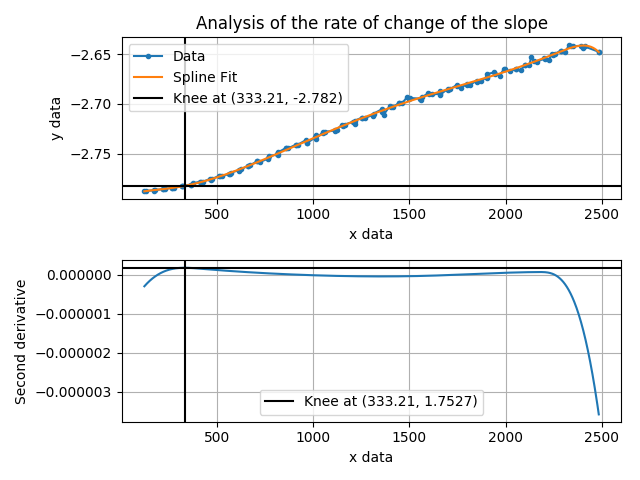 Analysis of the rate of change of the slope
Data
Spline Fit
Knee at (333.21, -2.782)
y data
−2.65
−2.70
−2.75
500 1000 1500 2000 2500
x data
Second derivative
0.000000
−0.000001
−0.000002
−0.000003
Knee at (333.21, 1.7527)
500 1000 1500 2000 2500
x data